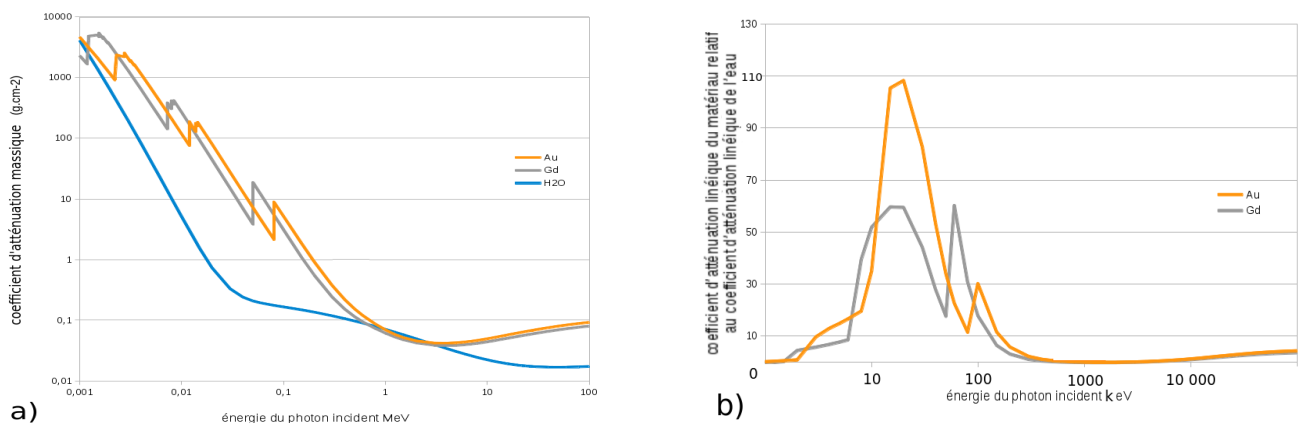 10000
1000
100
10
1
0,1
0,01
coefficient d'atténuation massique (g.cm-2)
Au
Gd
H2O
0,001
0,01
0,1
1
10
100
énergie du photon incident MeV
a)
130
110
90
70
50
30
10
0
coefficient d'atténuation linéique du matériau relatif
au coefficient d'atténuation linéique de l'eau
Au
Gd
10
100
1000
10 000
énergie du photon incident k eV
b)